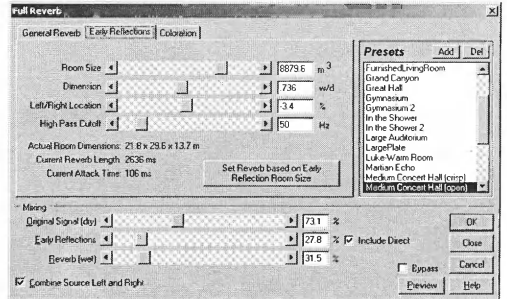 Full Reverb
General Reverb Early Reflections Coloration
Room Size 8879.6 m3
Dimension .736 w/d
Left/Right Location -3.4 %
High Pass Cutoff 50 Hz
Actual Room Dimensions: 21.8 x 29.6 x 13.7 m
Current Reverb Length 2636 ms
Current Attack Time: 106 ms
Set Reverb based on Early
Reflection Room Size
Presets Add Del
FurnishedLivingRoom
Grand Canyon
Great Hall
Gymnasium
Gymnasium 2
In the Shower
In the Shower 2
Large Auditorium
LargePlate
Luke-Warm Room
Martian Echo
Medium Concert Hall (crisp)
Medium Concert Hall (open)
Mixing
Original Signal (dry) 73.1 %
Early Reflections 27.8 % Include Direct
Reverb (wet) 31.5 %
Combine Source Left and Right
Bypass
OK
Close
Cancel
Preview Help